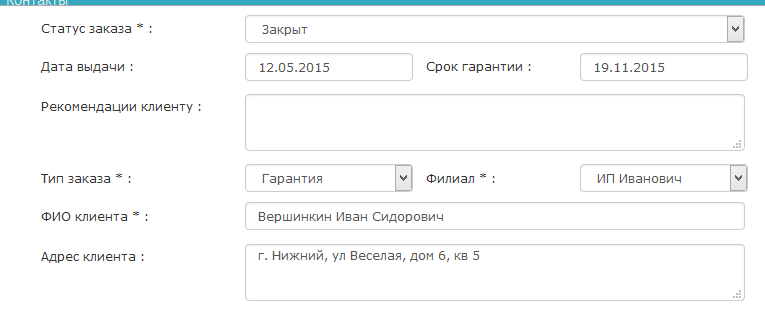 Контакты
Статус заказа * : Закрыт
Дата выдачи : 12.05.2015 Срок гарантии : 19.11.2015
Рекомендации клиенту :
Тип заказа * : Гарантия Филиал * : ИП Иванович
ФИО клиента * : Вершинкин Иван Сидорович
Адрес клиента : г. Нижний, ул Веселая, дом 6, кв 5